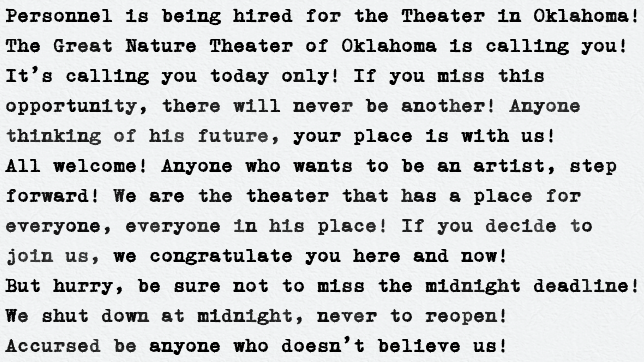 Personnel is being hired for the Theater in Oklahoma!
The Great Nature Theater of Oklahoma is calling you!
It's calling you today only! If you miss this
opportunity, there will never be another! Anyone
thinking of his future, your place is with us!
All welcome! Anyone who wants to be an artist, step
forward! We are the theater that has a place for
everyone, everyone in his place! If you decide to
join us, we congratulate you here and now!
But hurry, be sure not to miss the midnight deadline!
We shut down at midnight, never to reopen!
Accursed be anyone who doesn't believe us!